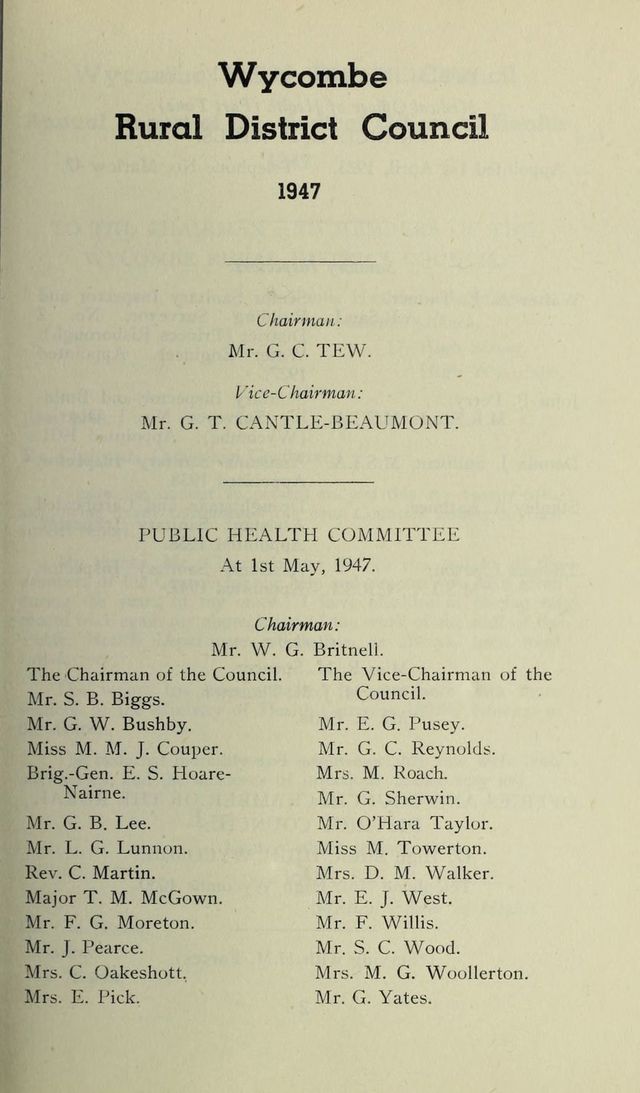 Wycombe
Rural District Council
1947
Chairman:
Mr. G. C. TEW.
Vice-Chairman:
Mr. G. T. CANTLE-BEAUMONT.
PUBLIC HEALTH COMMITTEE
At 1st May, 1947.
Chairman:
Mr. W. G. Britnell.
The Chairman of the Council.
Mr. S. B. Biggs.
Mr. G. W. Bushby.
Miss M. M. J. Couper.
Brig.-Gen. E. S. Hoare-
Nairne.
Mr. G. B. Lee.
Mr. L. G. Lunnon.
Rev. C. Martin.
Major T. M. McGown.
Mr. F. G. Moreton.
Mr. J. Pearce.
Mrs. C. Oakeshott.
Mrs. E. Pick.
The Vice-Chairman of the
Council.
Mr. E. G. Pusey.
Mr. G. C. Reynolds.
Mrs. M. Roach.
Mr. G. Sherwin.
Mr. O'Hara Taylor.
Miss M. Towerton.
Mrs. D. M. Walker.
Mr. E. J. West.
Mr. F. Willis.
Mr. S. C. Wood.
Mrs. M. G. Woollerton.
Mr. G. Yates.